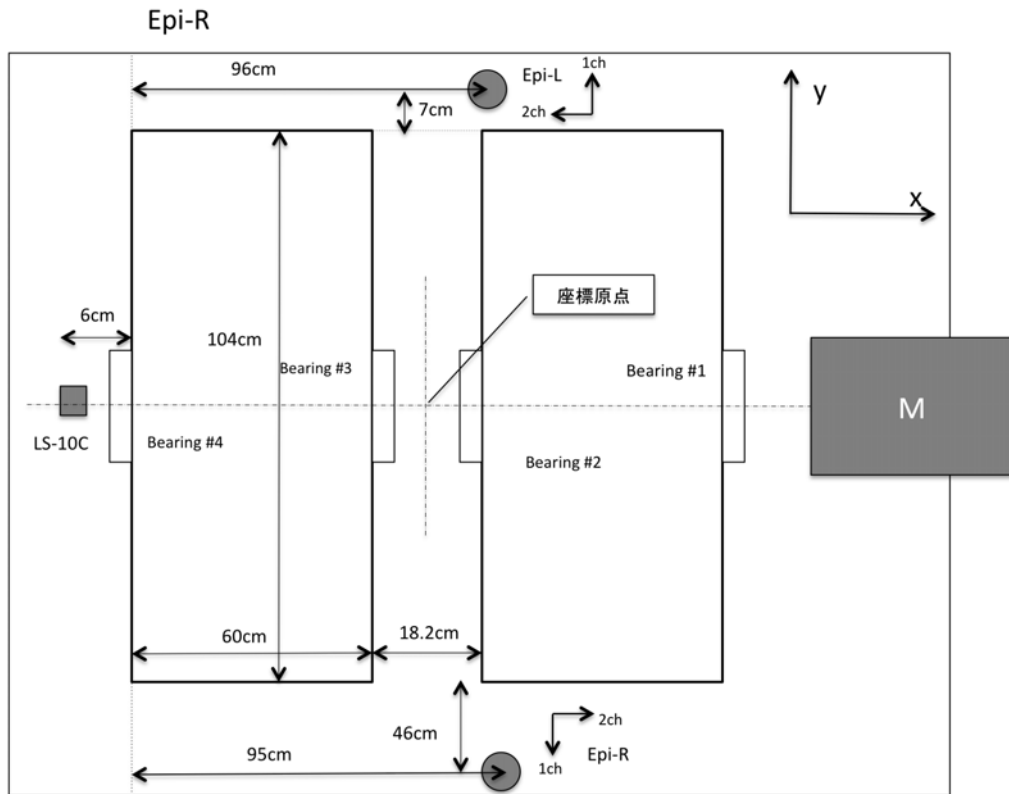 Epi-R
96cm
Epi-L
1ch
2ch
7cm
y
x
座標原点
6cm
104cm
Bearing #3
Bearing #1
M
LS-10C
Bearing #4
Bearing #2
60cm
18.2cm
46cm
2ch
1ch
Epi-R
95cm